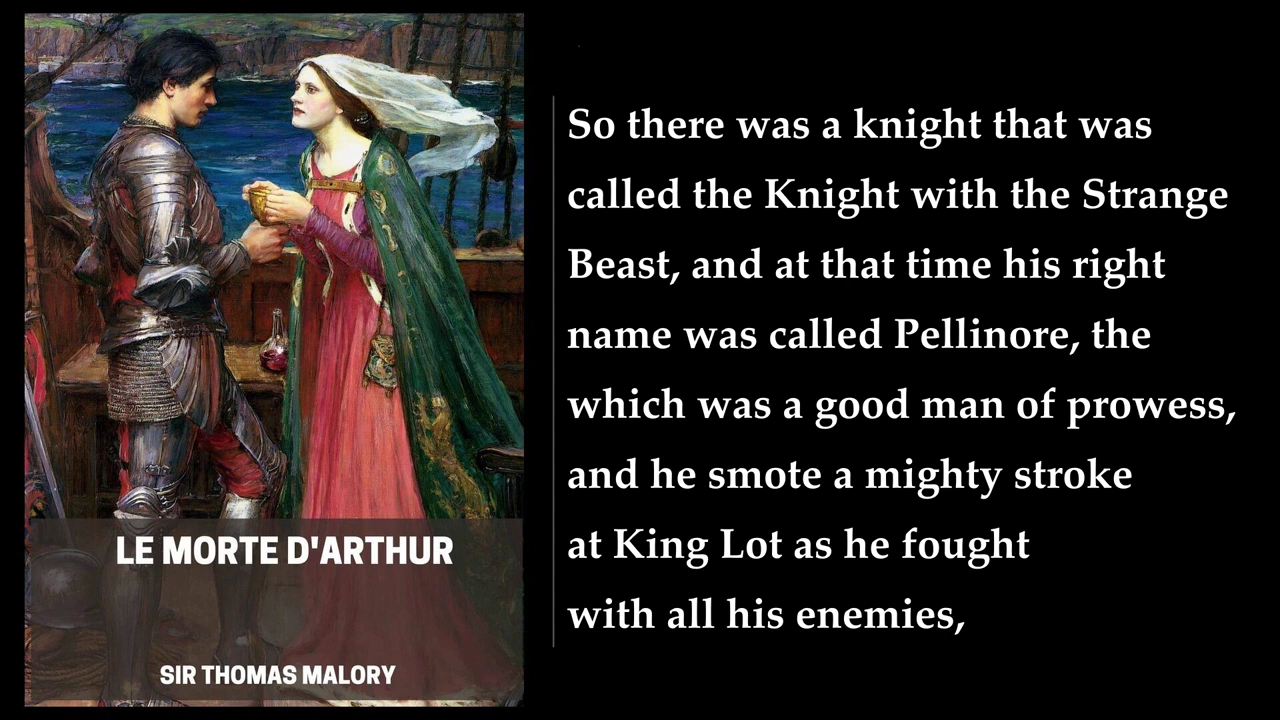 LE MORTE D'ARTHUR
SIR THOMAS MALORY
So there was a knight that was
called the Knight with the Strange
Beast, and at that time his right
name was called Pellinore, the
which was a good man of prowess,
and he smote a mighty stroke
at King Lot as he fought
with all his enemies,